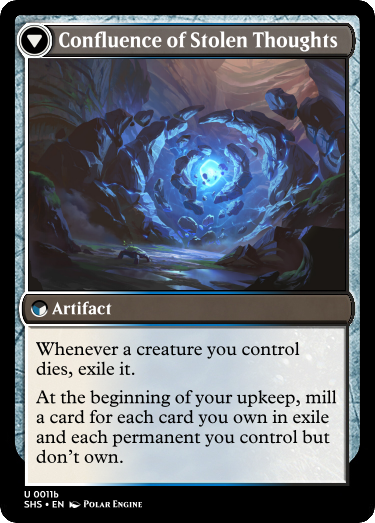 Confluence of Stolen Thoughts
Artifact
Whenever a creature you control
dies, exile it.
At the beginning of your upkeep, mill
a card for each card you own in exile
and each permanent you control but
don't own.
U 0011b
SHS • EN Polar Engine